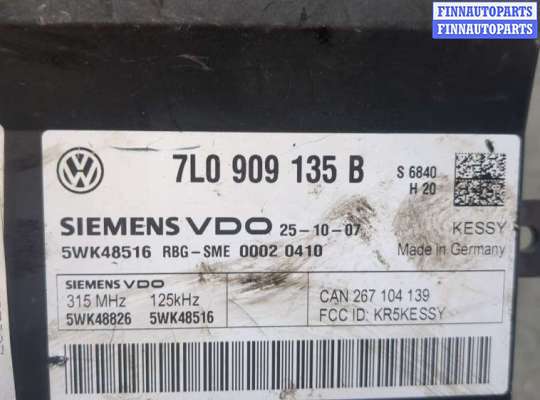 FINNAUTOPARTS
FINNAUTOPARTS
7L0 909 135 B
S 6840
H 20
SIEMENS VDO 25-10-07
KESSY
5WK48516 RBG-SME 0002 0410
Made in Germany
SIEMENS VDO
315 MHz 125kHz
CAN 267 104 139
5WK48826 5WK48516
FCC ID: KR5KESSY